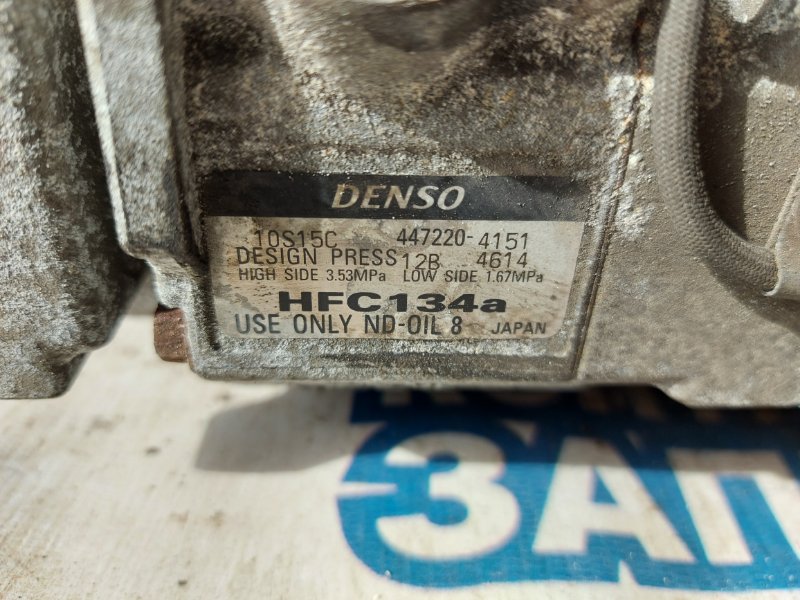 DENSO
10S15C 447220-4151
DESIGN PRESS 12B 4614
HIGH SIDE 3.53MPa LOW SIDE 1.67MPa
HFC134a
USE ONLY ND-OIL 8 JAPAN
ЗАП